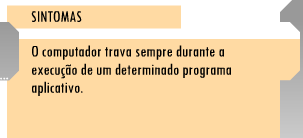 SINTOMAS
O computador trava sempre durante a
execução de um determinado programa
aplicativo.